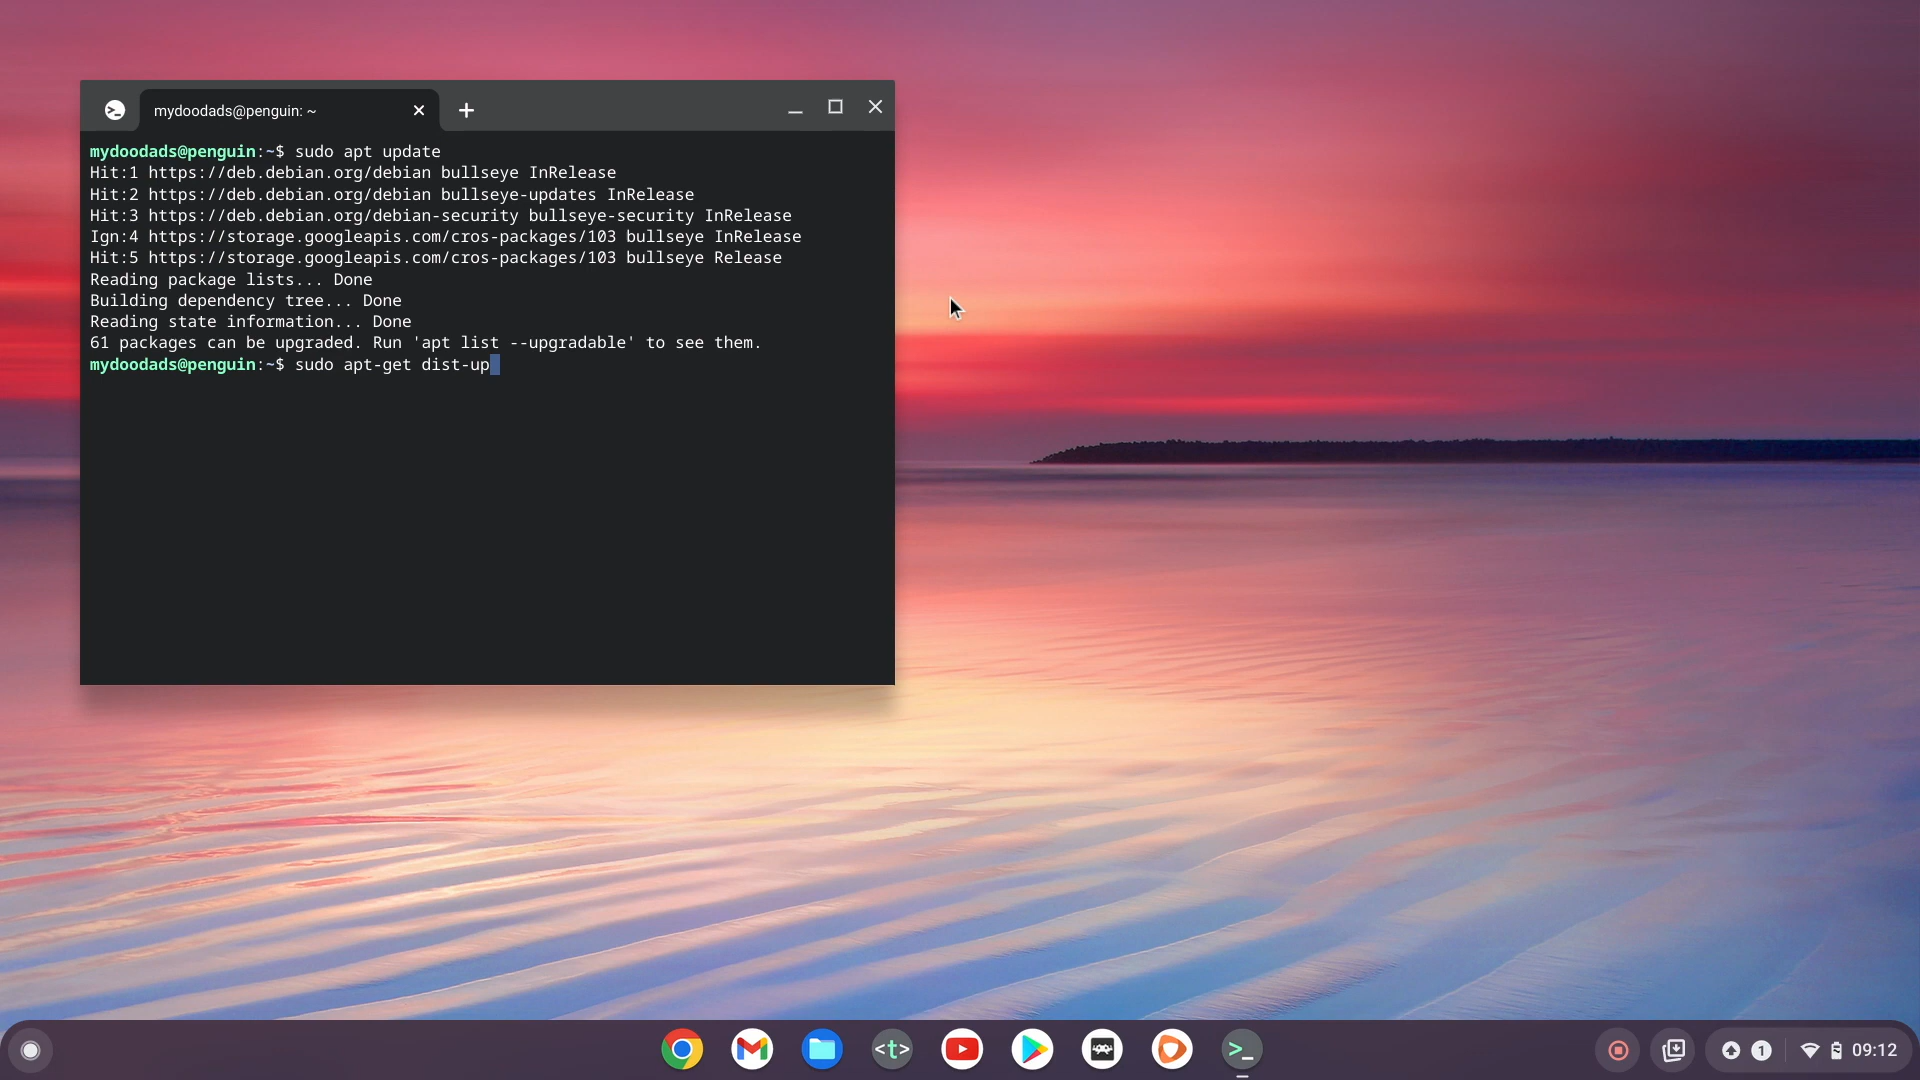 mydoodads@penguin: ~
mydoodads@penguin:~$ sudo apt update
Hit:1 https://deb.debian.org/debian bullseye InRelease
Hit:2 https://deb.debian.org/debian bullseye-updates InRelease
Hit:3 https://deb.debian.org/debian-security bullseye-security InRelease
Ign:4 https://storage.googleapis.com/cros-packages/103 bullseye InRelease
Hit:5 https://storage.googleapis.com/cros-packages/103 bullseye Release
Reading package lists... Done
Building dependency tree... Done
Reading state information... Done
61 packages can be upgraded. Run 'apt list --upgradable' to see them.
mydoodads@penguin:~$ sudo apt-get dist-up
<t>
>_
1
09:12